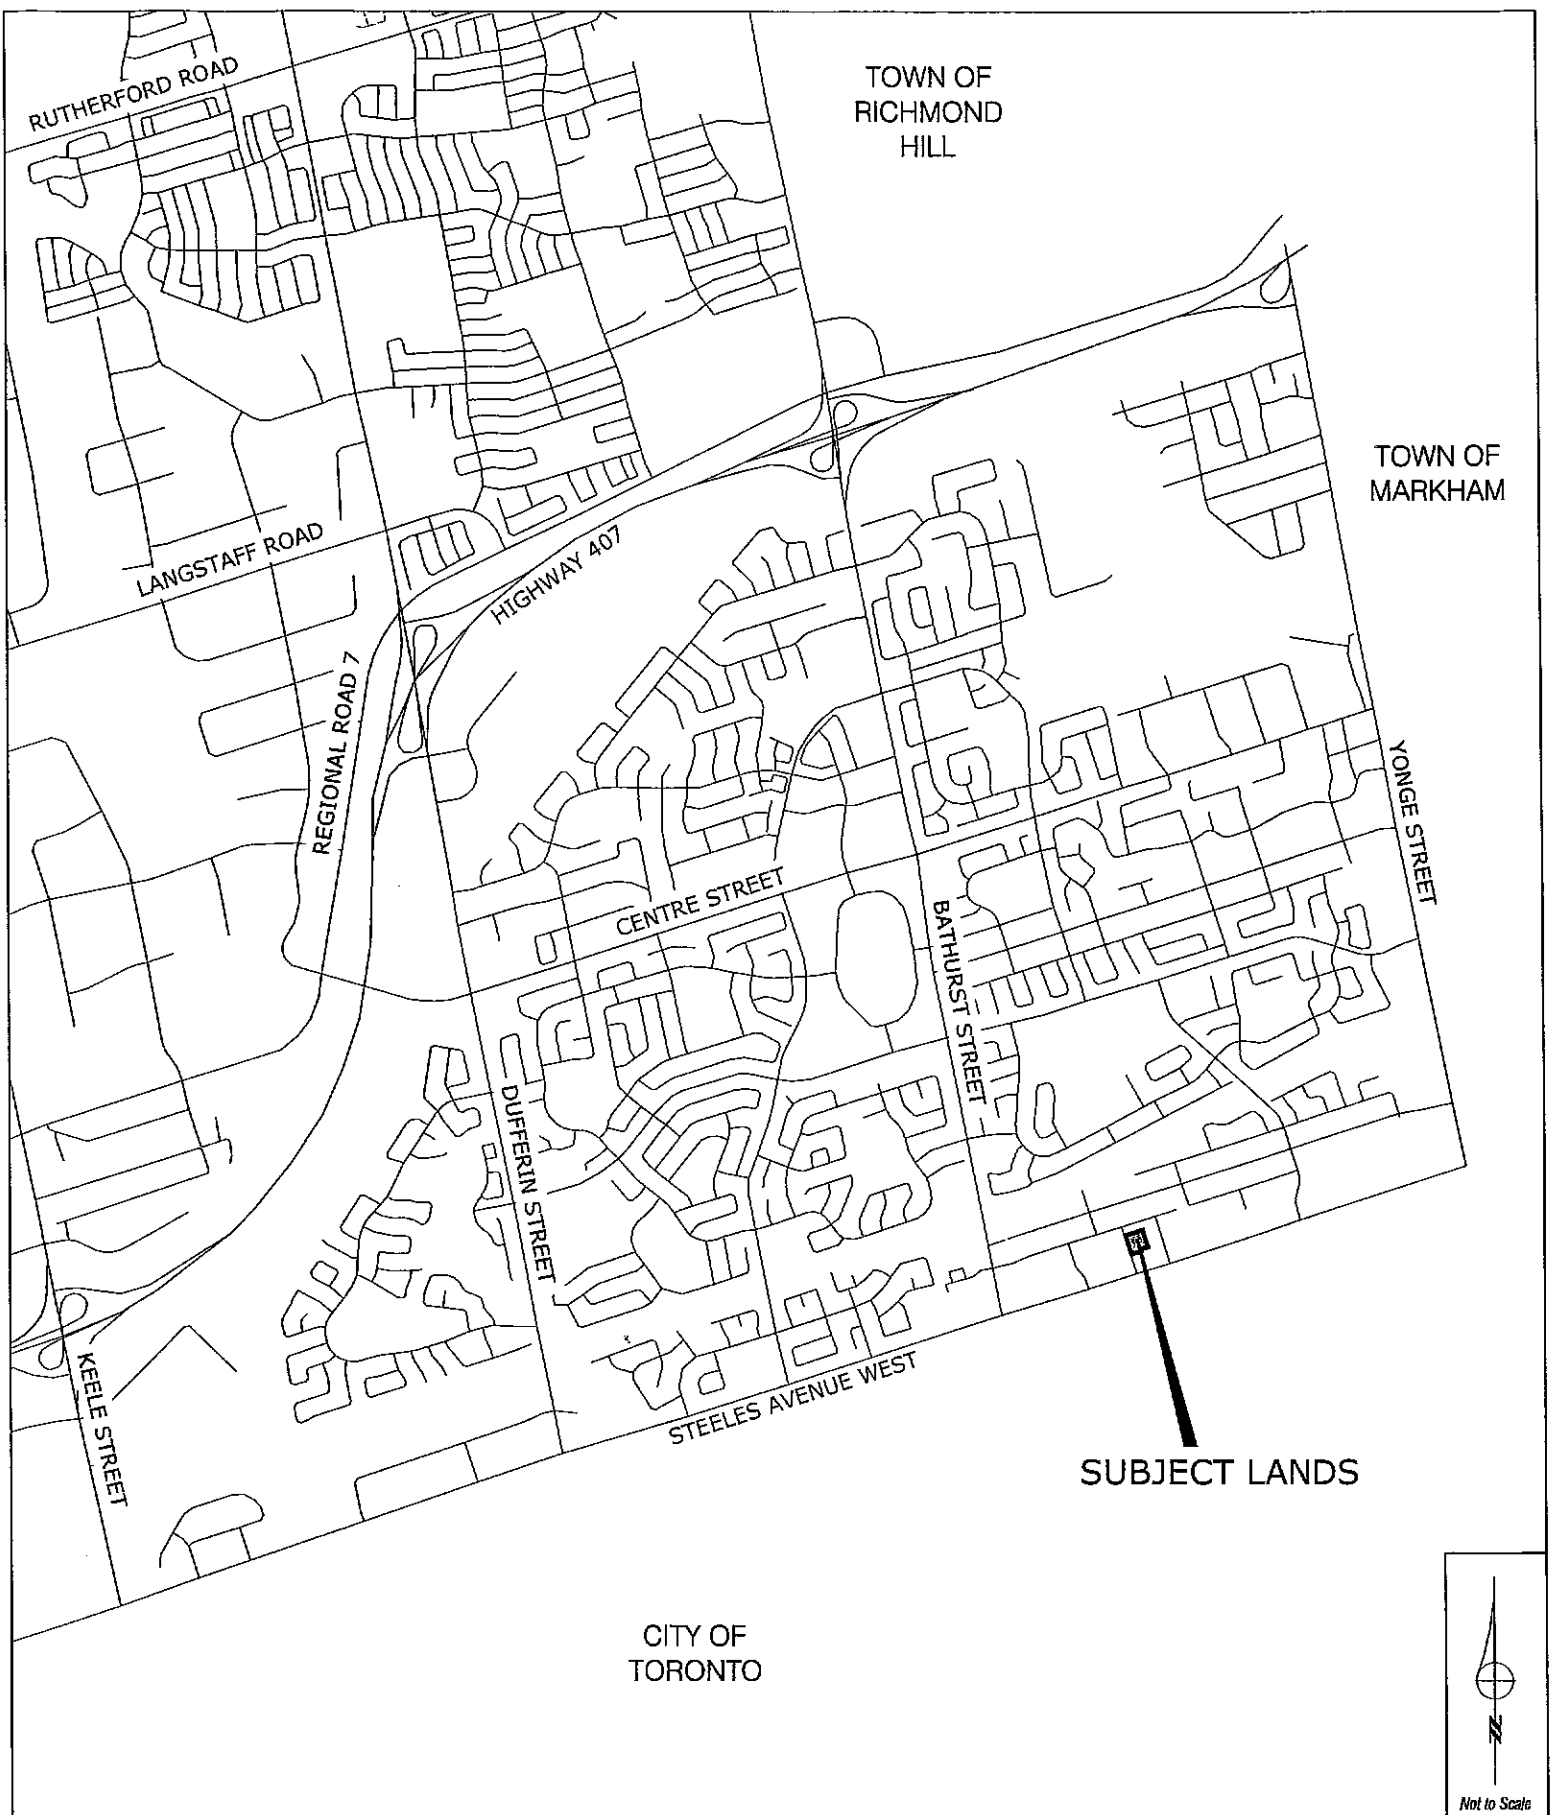 RUTHERFORD ROAD
TOWN OF
RICHMOND
HILL
TOWN OF
MARKHAM
LANGSTAFF ROAD
HIGHWAY 407
REGIONAL ROAD 7
YONGE STREET
CENTRE STREET
BATHURST STREET
DUFFERIN STREET
KEELE STREET
STEELES AVENUE WEST
SUBJECT LANDS
CITY OF
TORONTO
N
Not to Scale